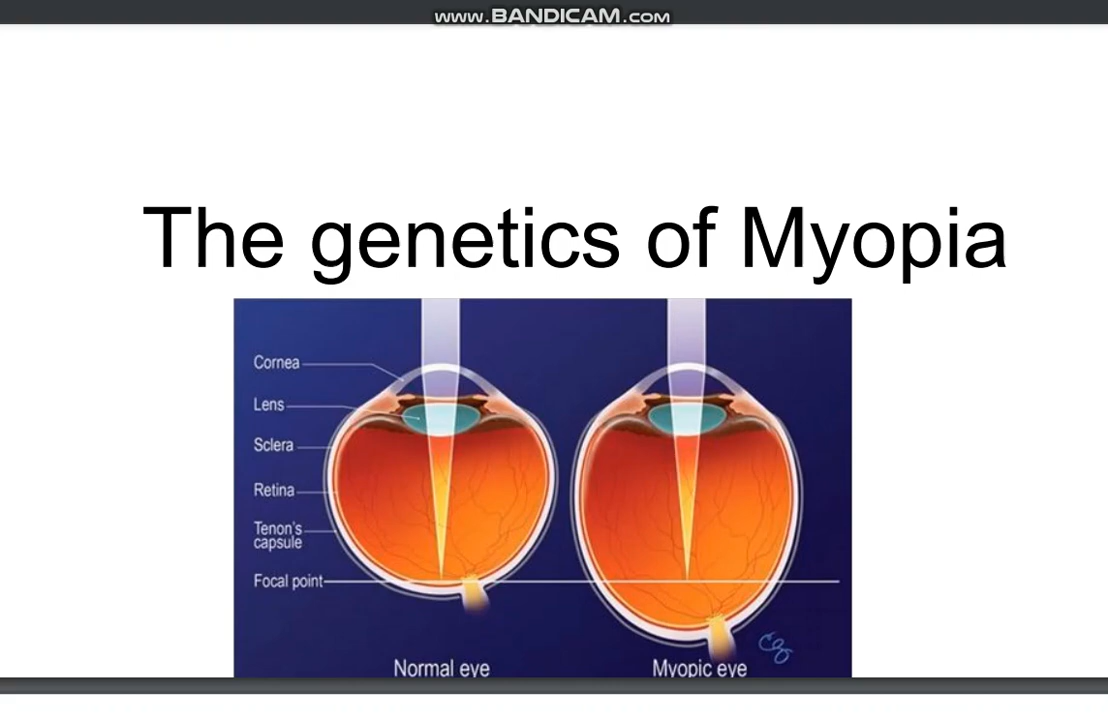 www.BANDICAM.com
The genetics of Myopia
Cornea
Lens
Sclera
Retina
Tenon's
capsule
Focal point
Normal eye
Myopic eye